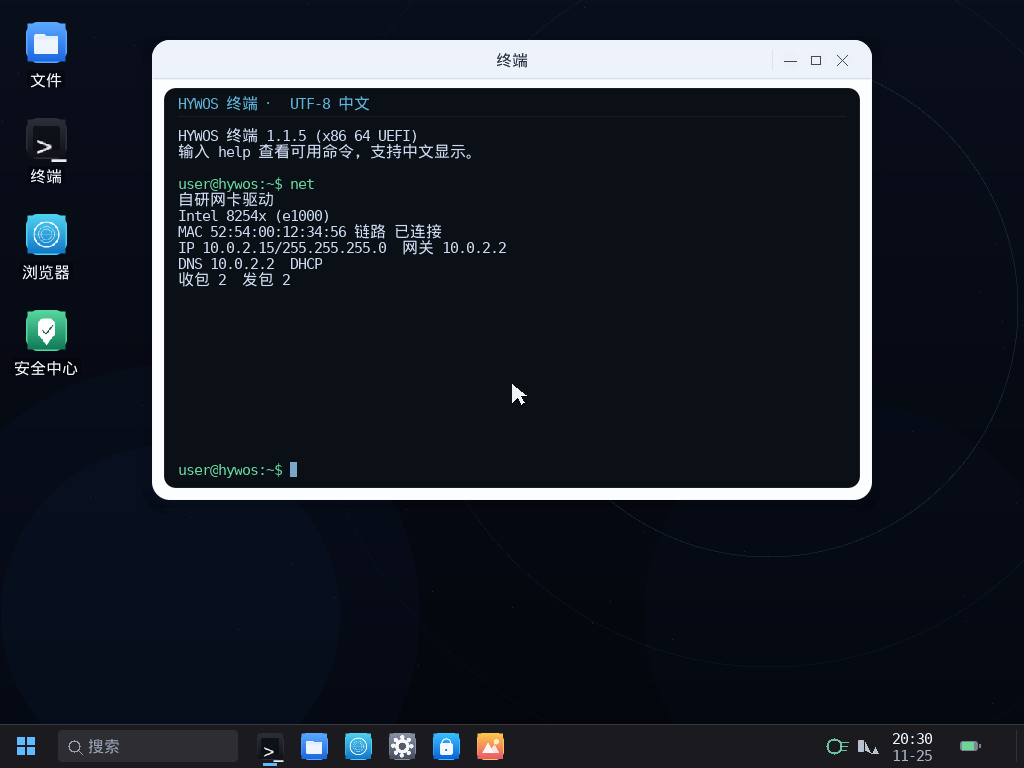 文件
终端
浏览器
安全中心
终端
HYWOS 终端 · UTF-8 中文
HYWOS 终端 1.1.5 (x86 64 UEFI)
输入 help 查看可用命令，支持中文显示。
user@hywos:~$ net
自研网卡驱动
Intel 8254x (e1000)
MAC 52:54:00:12:34:56 链路 已连接
IP 10.0.2.15/255.255.255.0 网关 10.0.2.2
DNS 10.0.2.2 DHCP
收包 2 发包 2
user@hywos:~$
搜索
20:30
11-25